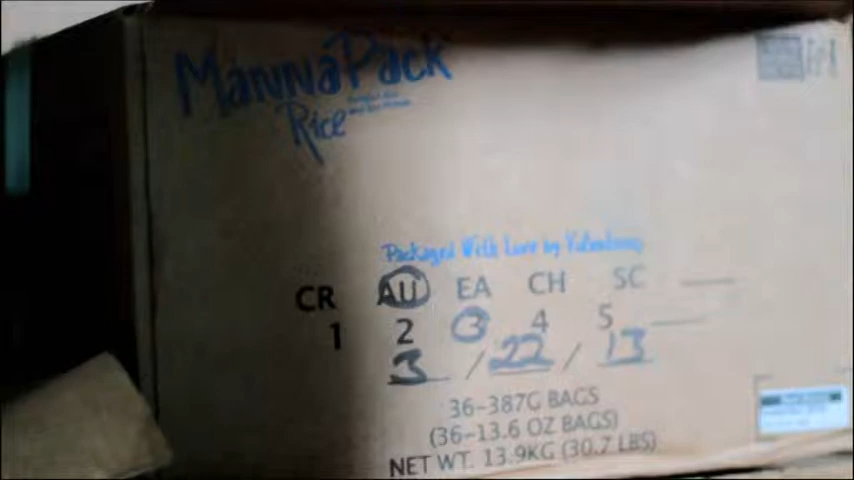 MannaPack
Rice
Packaged With Love by Volunteers
CR AU EA CH SC
1 2 3 4 5
3 / 22 / 13
36-387G BAGS
(36-13.6 OZ BAGS)
NET WT. 13.9KG (30.7 LBS)